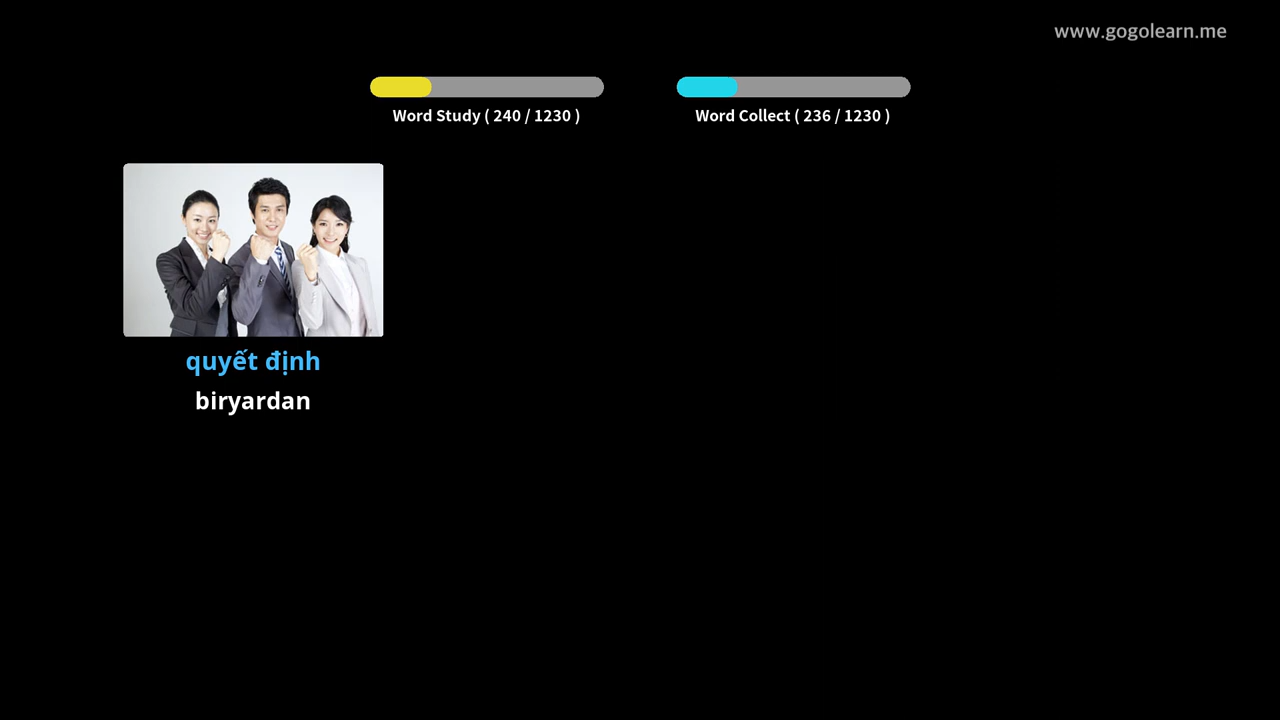 www.gogolearn.me
Word Study ( 240 / 1230 )
Word Collect ( 236 / 1230 )
quyết định
biryardan